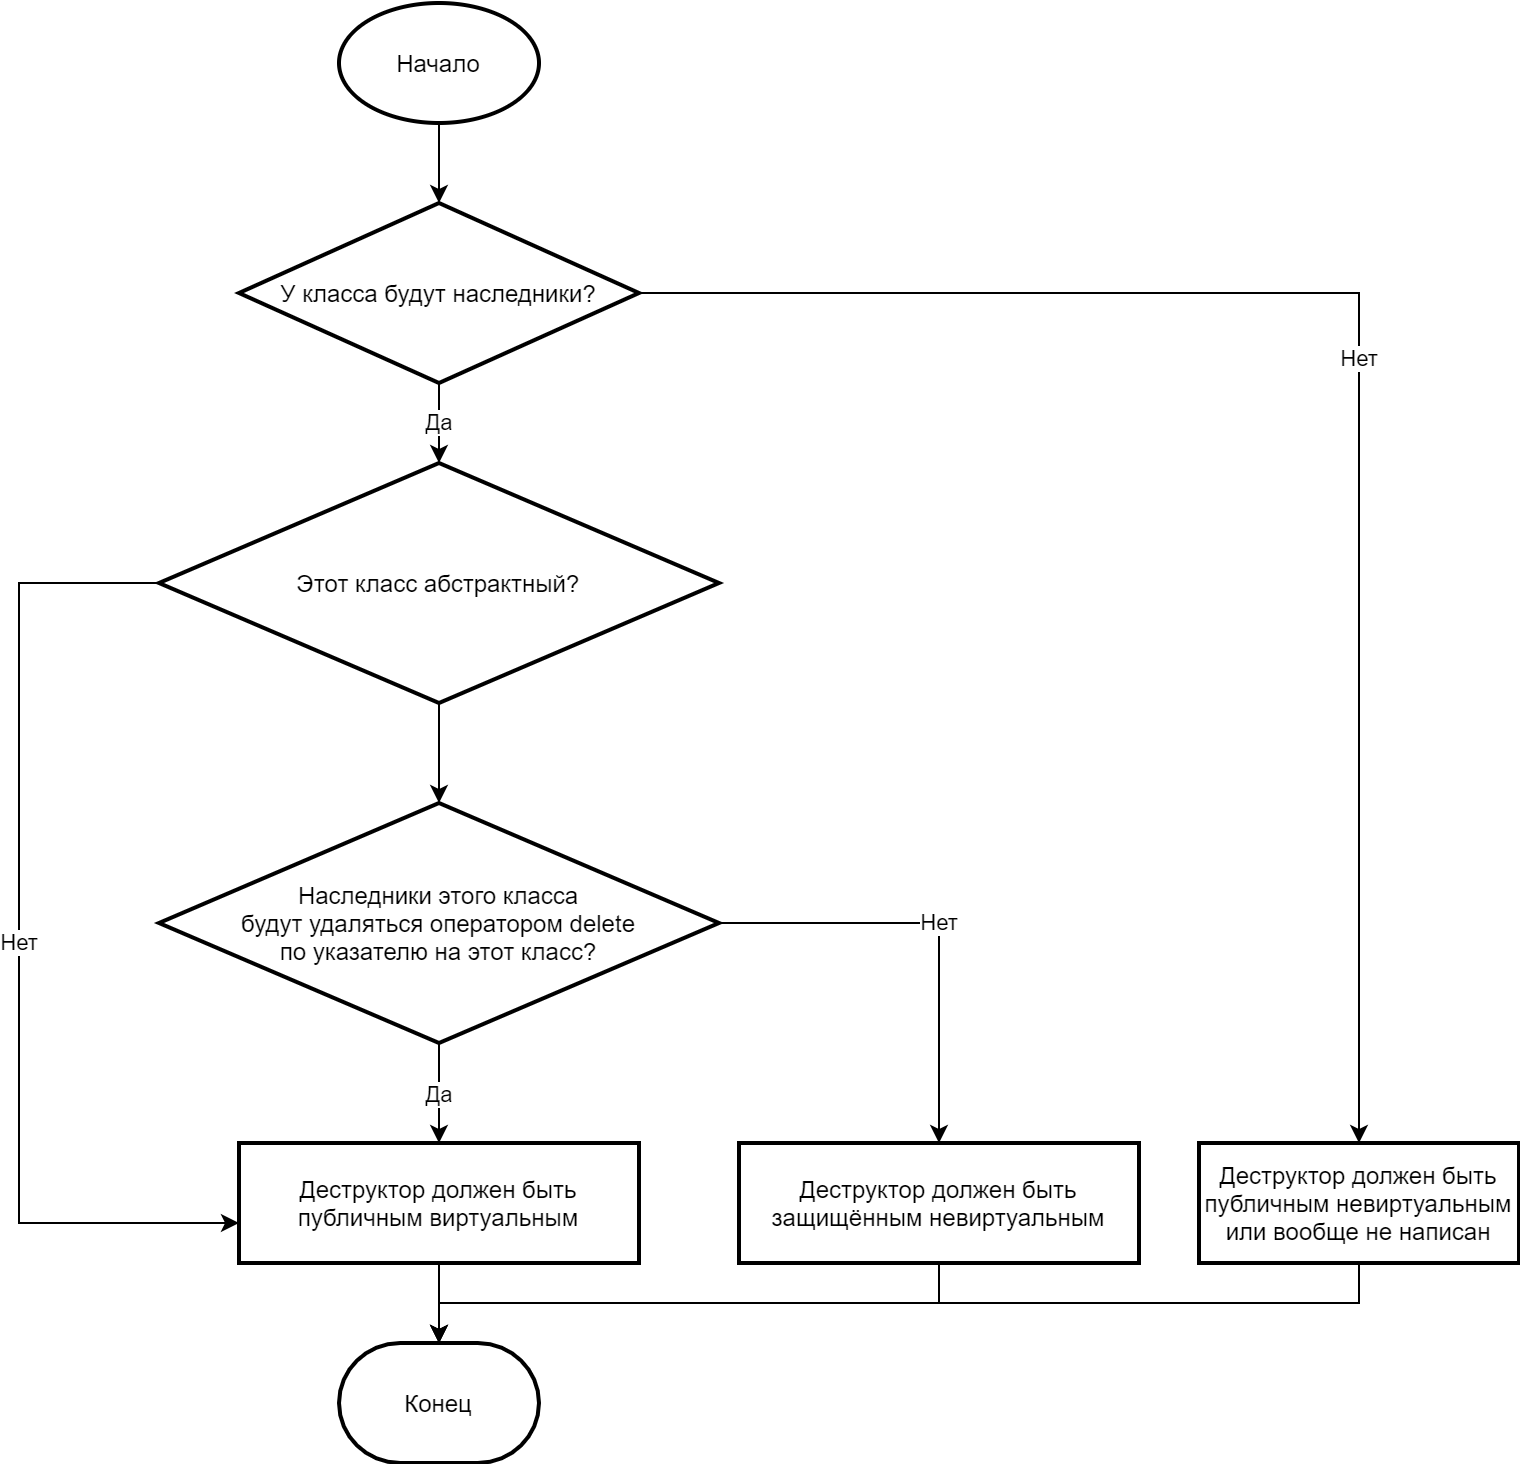 Начало
У класса будут наследники?
Нет
Да
Этот класс абстрактный?
Наследники этого класса
будут удаляться оператором delete
по указателю на этот класс?
Нет
Нет
Да
Деструктор должен быть
публичным виртуальным
Деструктор должен быть
защищённым невиртуальным
Деструктор должен быть
публичным невиртуальным
или вообще не написан
Конец